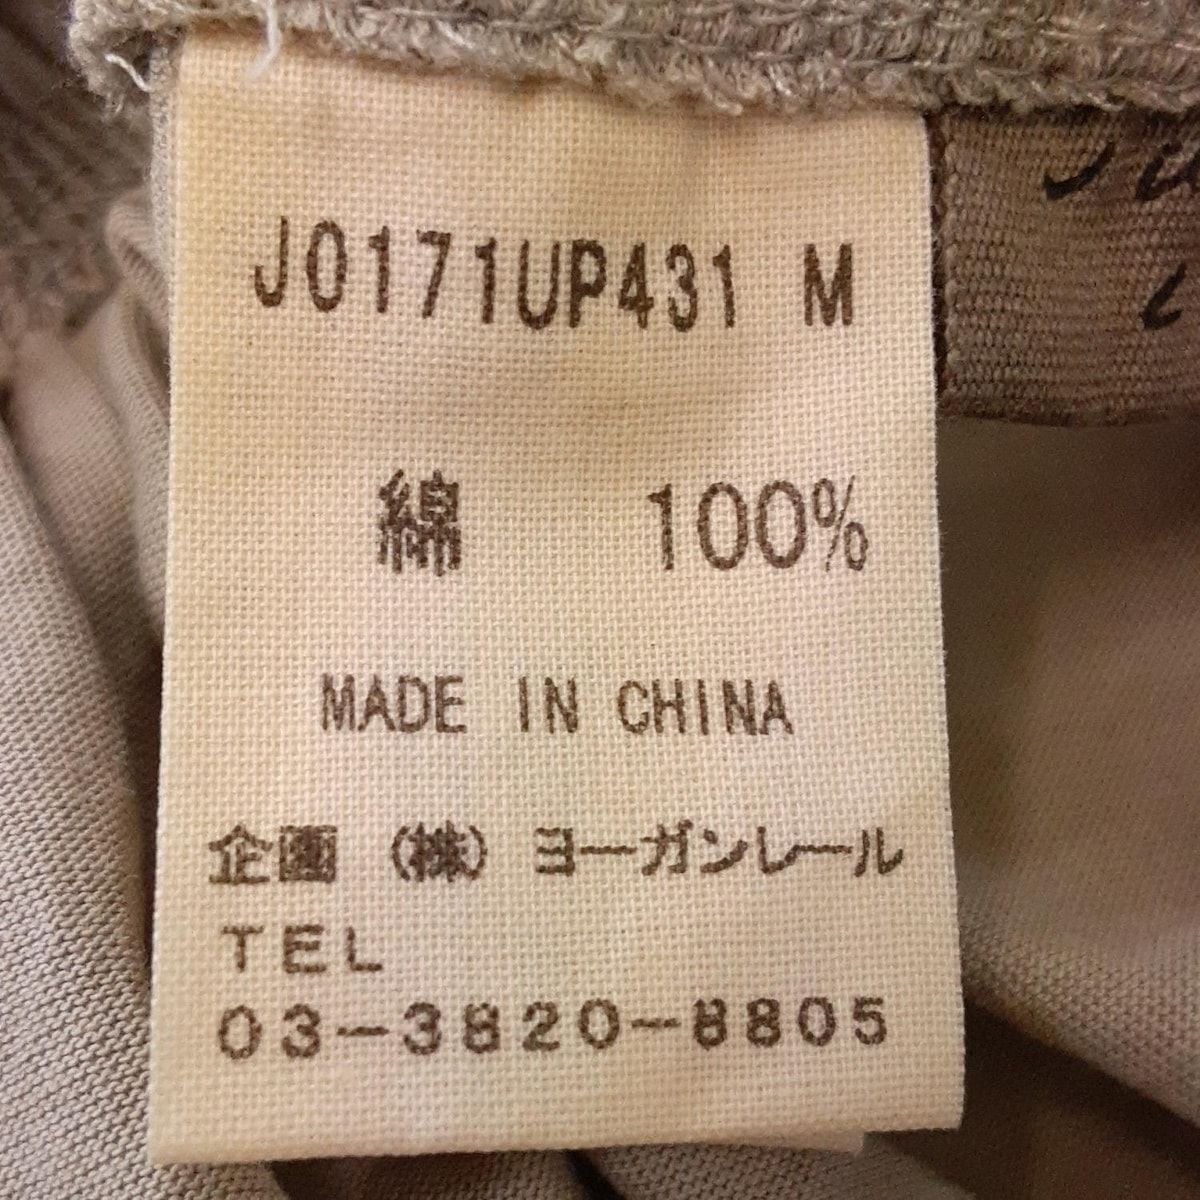 J0171UP431 M
綿 100%
MADE IN CHINA
企画 (株) ヨーガンレール
TEL
03-3820-8805